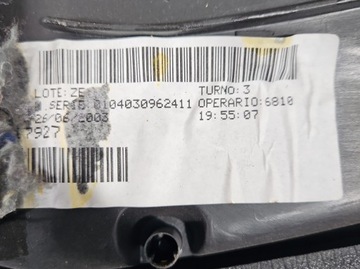 LOTE:ZE TURNO:3
SERIE:0104030962411 OPERARIO:6810
26/06/2003 19:55:07
7927